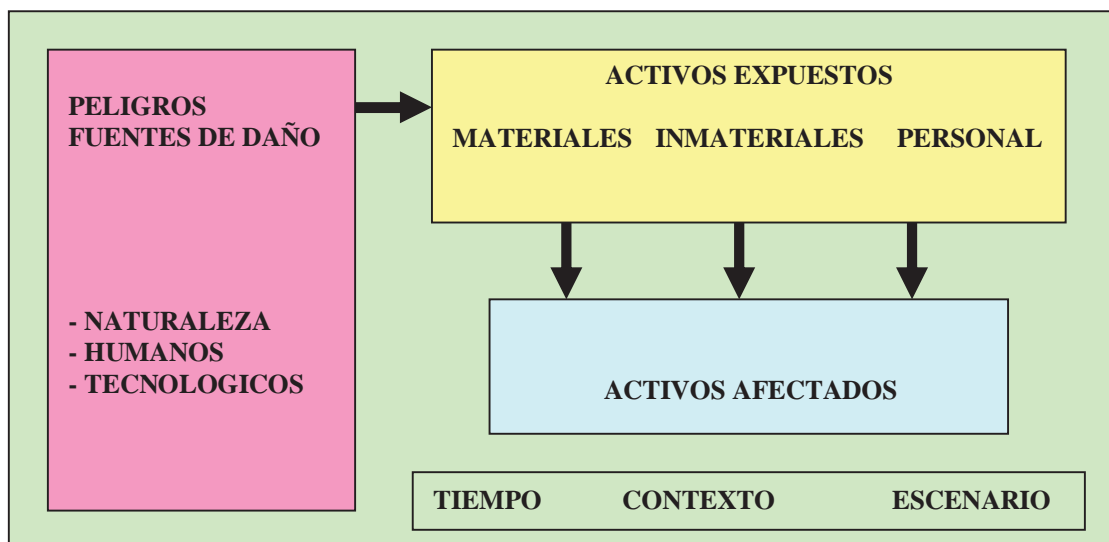 PELIGROS
FUENTES DE DAÑO
- NATURALEZA
- HUMANOS
- TECNOLOGICOS
ACTIVOS EXPUESTOS
MATERIALES INMATERIALES PERSONAL
ACTIVOS AFECTADOS
TIEMPO CONTEXTO ESCENARIO